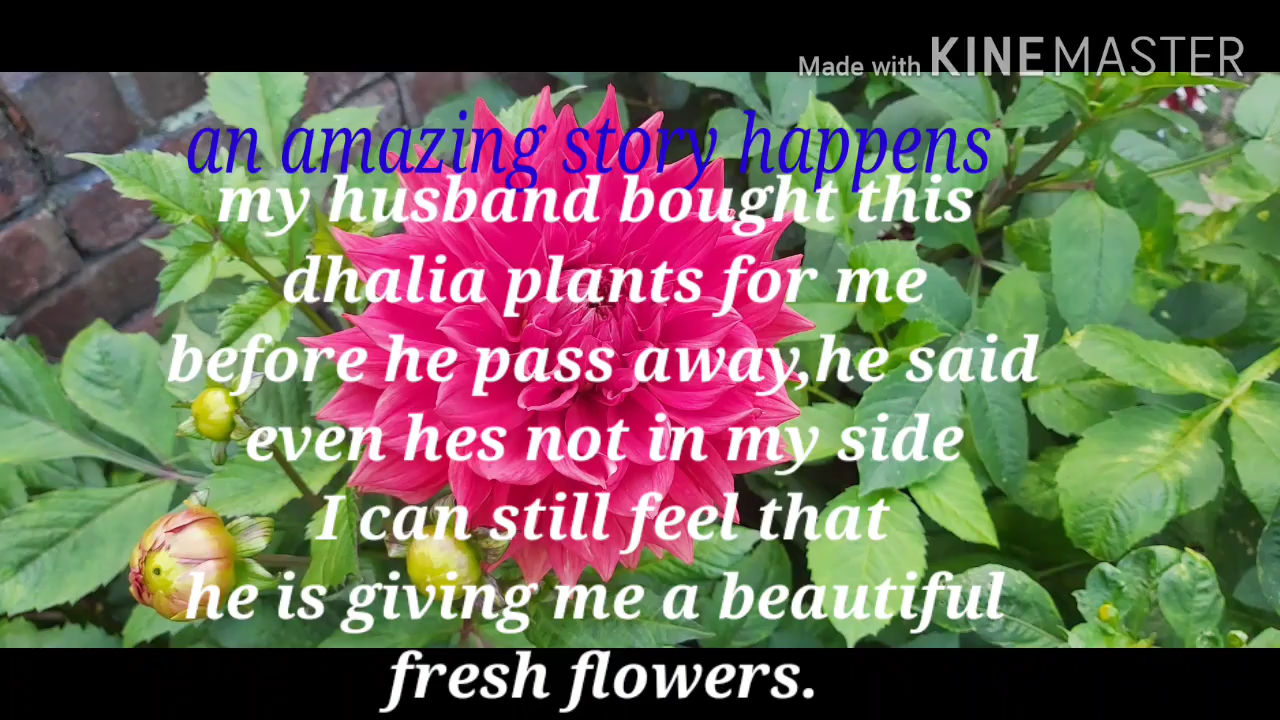 Made with KINEMASTER
an amazing story happens
my husband bought this
dhalia plants for me
before he pass away,he said
even hes not in my side
I can still feel that
he is giving me a beautiful
fresh flowers.